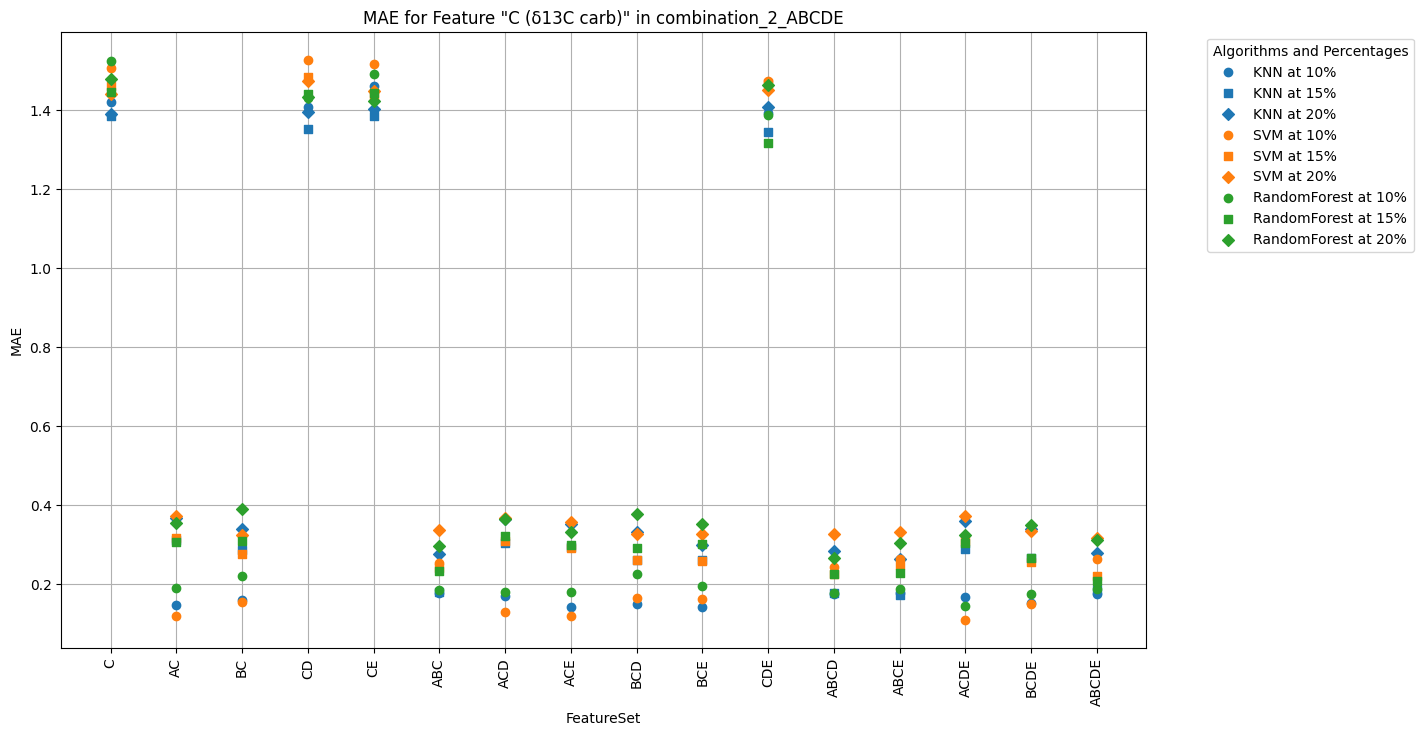 MAE for Feature "C (δ13C carb)" in combination_2_ABCDE
Algorithms and Percentages
KNN at 10%
KNN at 15%
KNN at 20%
SVM at 10%
SVM at 15%
SVM at 20%
RandomForest at 10%
RandomForest at 15%
RandomForest at 20%
MAE
1.4
1.2
1.0
0.8
0.6
0.4
0.2
C
AC
BC
CD
CE
ABC
ACD
ACE
BCD
BCE
CDE
ABCD
ABCE
ACDE
BCDE
ABCDE
FeatureSet